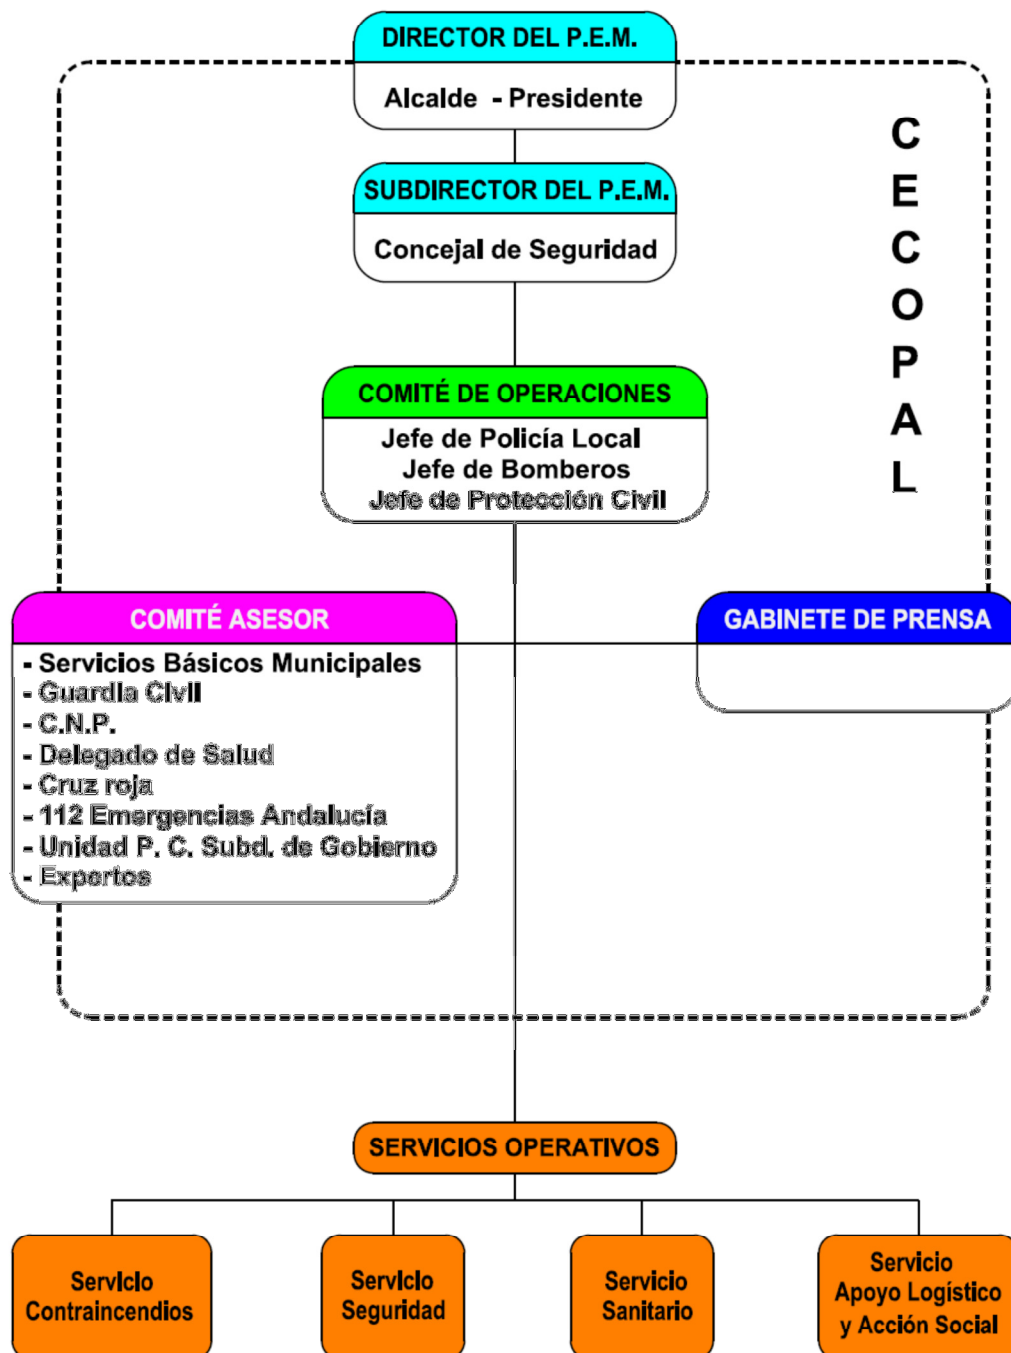 DIRECTOR DEL P.E.M.
Alcalde - Presidente
SUBDIRECTOR DEL P.E.M.
Concejal de Seguridad
CECOPAL
COMITÉ DE OPERACIONES
Jefe de Policía Local
Jefe de Bomberos
Jefe de Protección Civil
COMITÉ ASESOR
- Servicios Básicos Municipales
- Guardia Civil
- C.N.P.
- Delegado de Salud
- Cruz roja
- 112 Emergencias Andalucía
- Unidad P. C. Subd. de Gobierno
- Expertos
GABINETE DE PRENSA
SERVICIOS OPERATIVOS
Servicio
Contraincendios
Servicio
Seguridad
Servicio
Sanitario
Servicio
Apoyo Logístico
y Acción Social